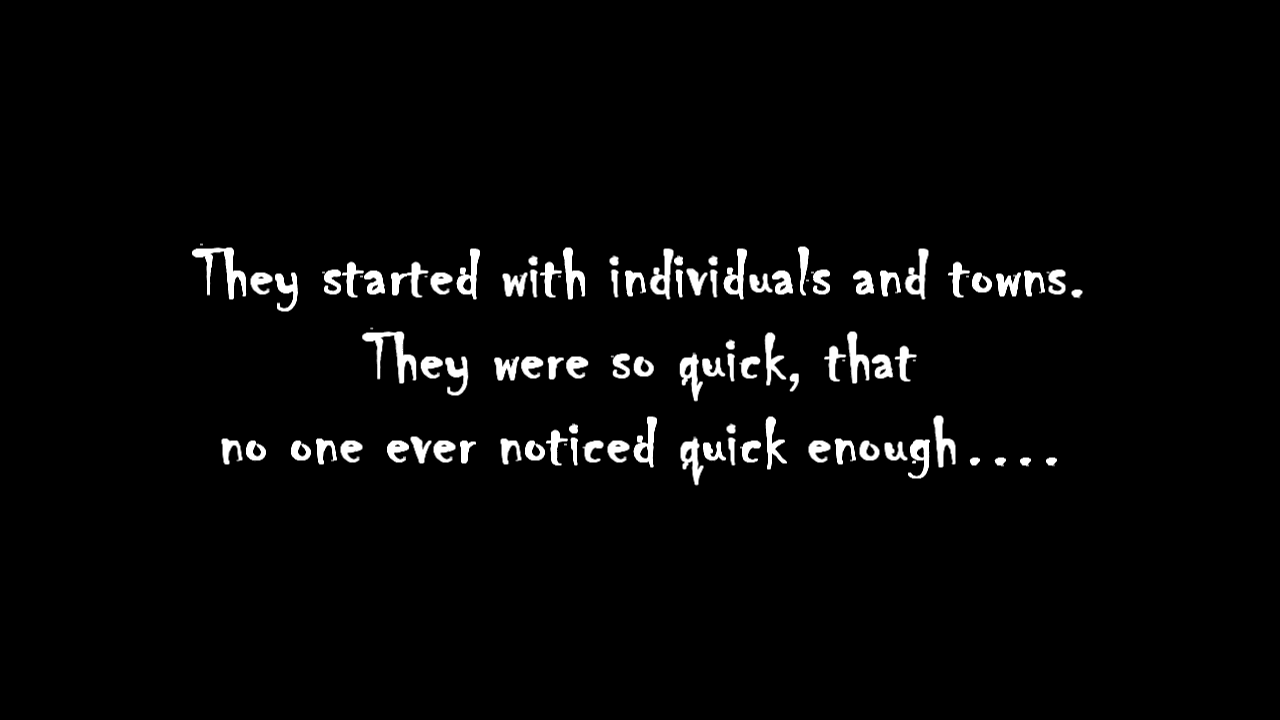 They started with individuals and towns.
They were so quick, that
no one ever noticed quick enough....